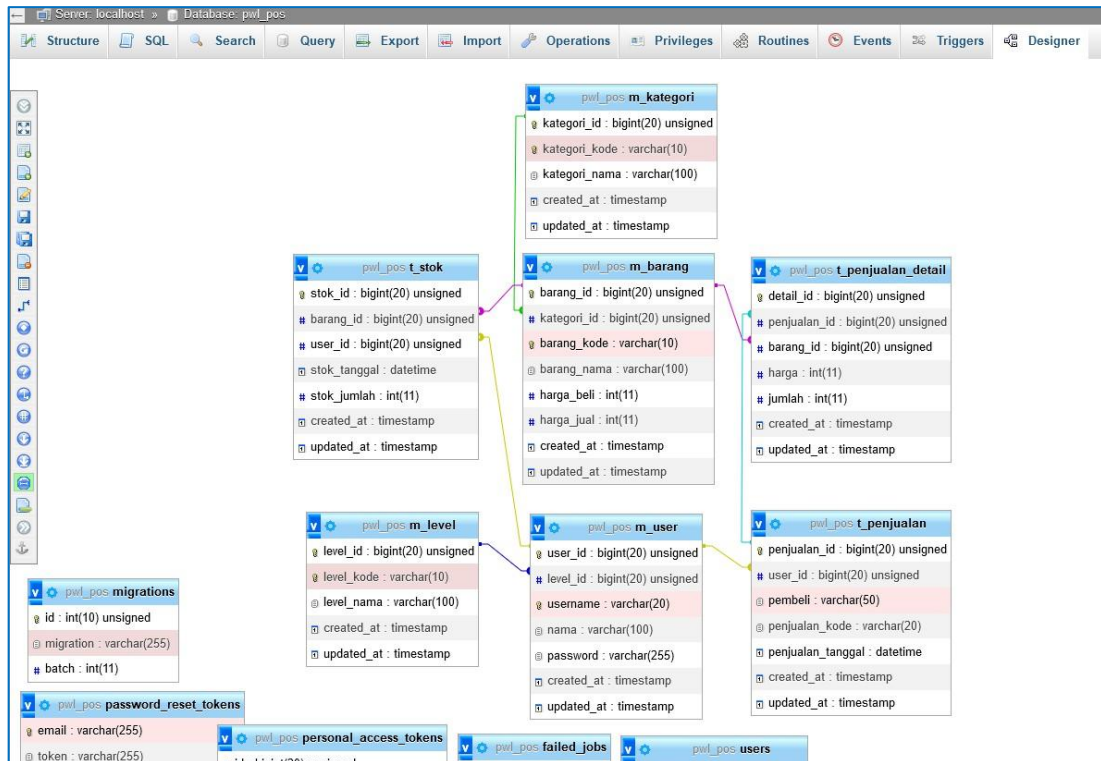 Server: localhost » Database: pwl_pos
Structure SQL Search Query Export Import Operations Privileges Routines Events Triggers Designer
pwl_pos m_kategori
kategori_id : bigint(20) unsigned
kategori_kode : varchar(10)
kategori_nama : varchar(100)
created_at : timestamp
updated_at : timestamp
pwl_pos t_stok
stok_id : bigint(20) unsigned
barang_id : bigint(20) unsigned
user_id : bigint(20) unsigned
stok_tanggal : datetime
stok_jumlah : int(11)
created_at : timestamp
updated_at : timestamp
pwl_pos m_barang
barang_id : bigint(20) unsigned
kategori_id : bigint(20) unsigned
barang_kode : varchar(10)
barang_nama : varchar(100)
harga_beli : int(11)
harga_jual : int(11)
created_at : timestamp
updated_at : timestamp
pwl_pos t_penjualan_detail
detail_id : bigint(20) unsigned
penjualan_id : bigint(20) unsigned
barang_id : bigint(20) unsigned
harga : int(11)
jumlah : int(11)
created_at : timestamp
updated_at : timestamp
pwl_pos m_level
level_id : bigint(20) unsigned
level_kode : varchar(10)
level_nama : varchar(100)
created_at : timestamp
updated_at : timestamp
pwl_pos m_user
user_id : bigint(20) unsigned
level_id : bigint(20) unsigned
username : varchar(20)
nama : varchar(100)
password : varchar(255)
created_at : timestamp
updated_at : timestamp
pwl_pos t_penjualan
penjualan_id : bigint(20) unsigned
user_id : bigint(20) unsigned
pembeli : varchar(50)
penjualan_kode : varchar(20)
penjualan_tanggal : datetime
created_at : timestamp
updated_at : timestamp
pwl_pos migrations
id : int(10) unsigned
migration : varchar(255)
batch : int(11)
pwl_pos password_reset_tokens
email : varchar(255)
token : varchar(255)
pwl_pos personal_access_tokens
pwl_pos failed_jobs
pwl_pos users